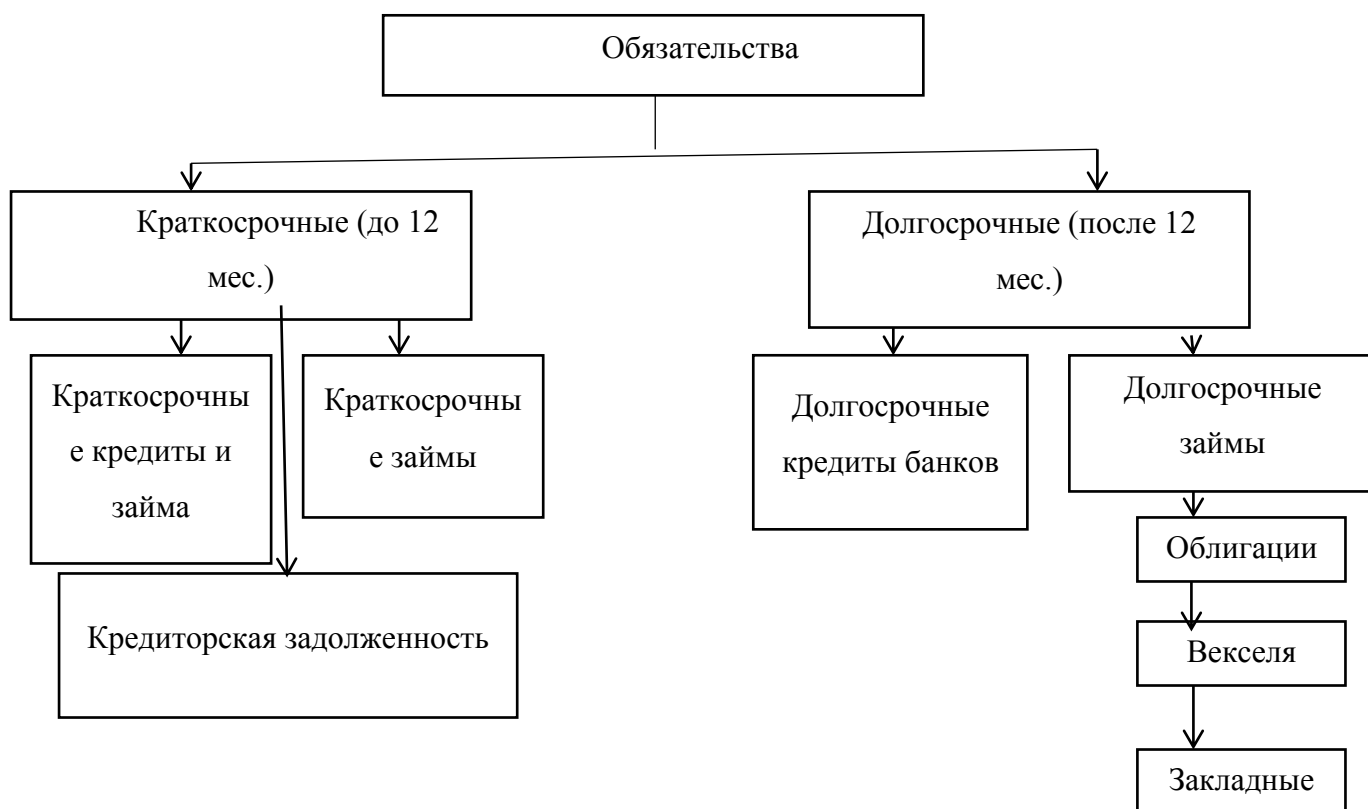 Обязательства
Краткосрочные (до 12
мес.)
Долгосрочные (после 12
мес.)
Краткосрочны
е кредиты и
займа
Краткосрочны
е займы
Долгосрочные
кредиты банков
Долгосрочные
займы
Облигации
Кредиторская задолженность
Векселя
Закладные